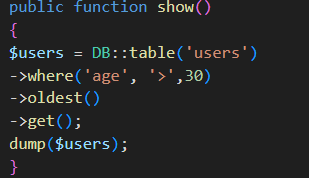 public function show()
{
$users = DB::table('users')
->where('age', '>',30)
->oldest()
->get();
dump($users);
}